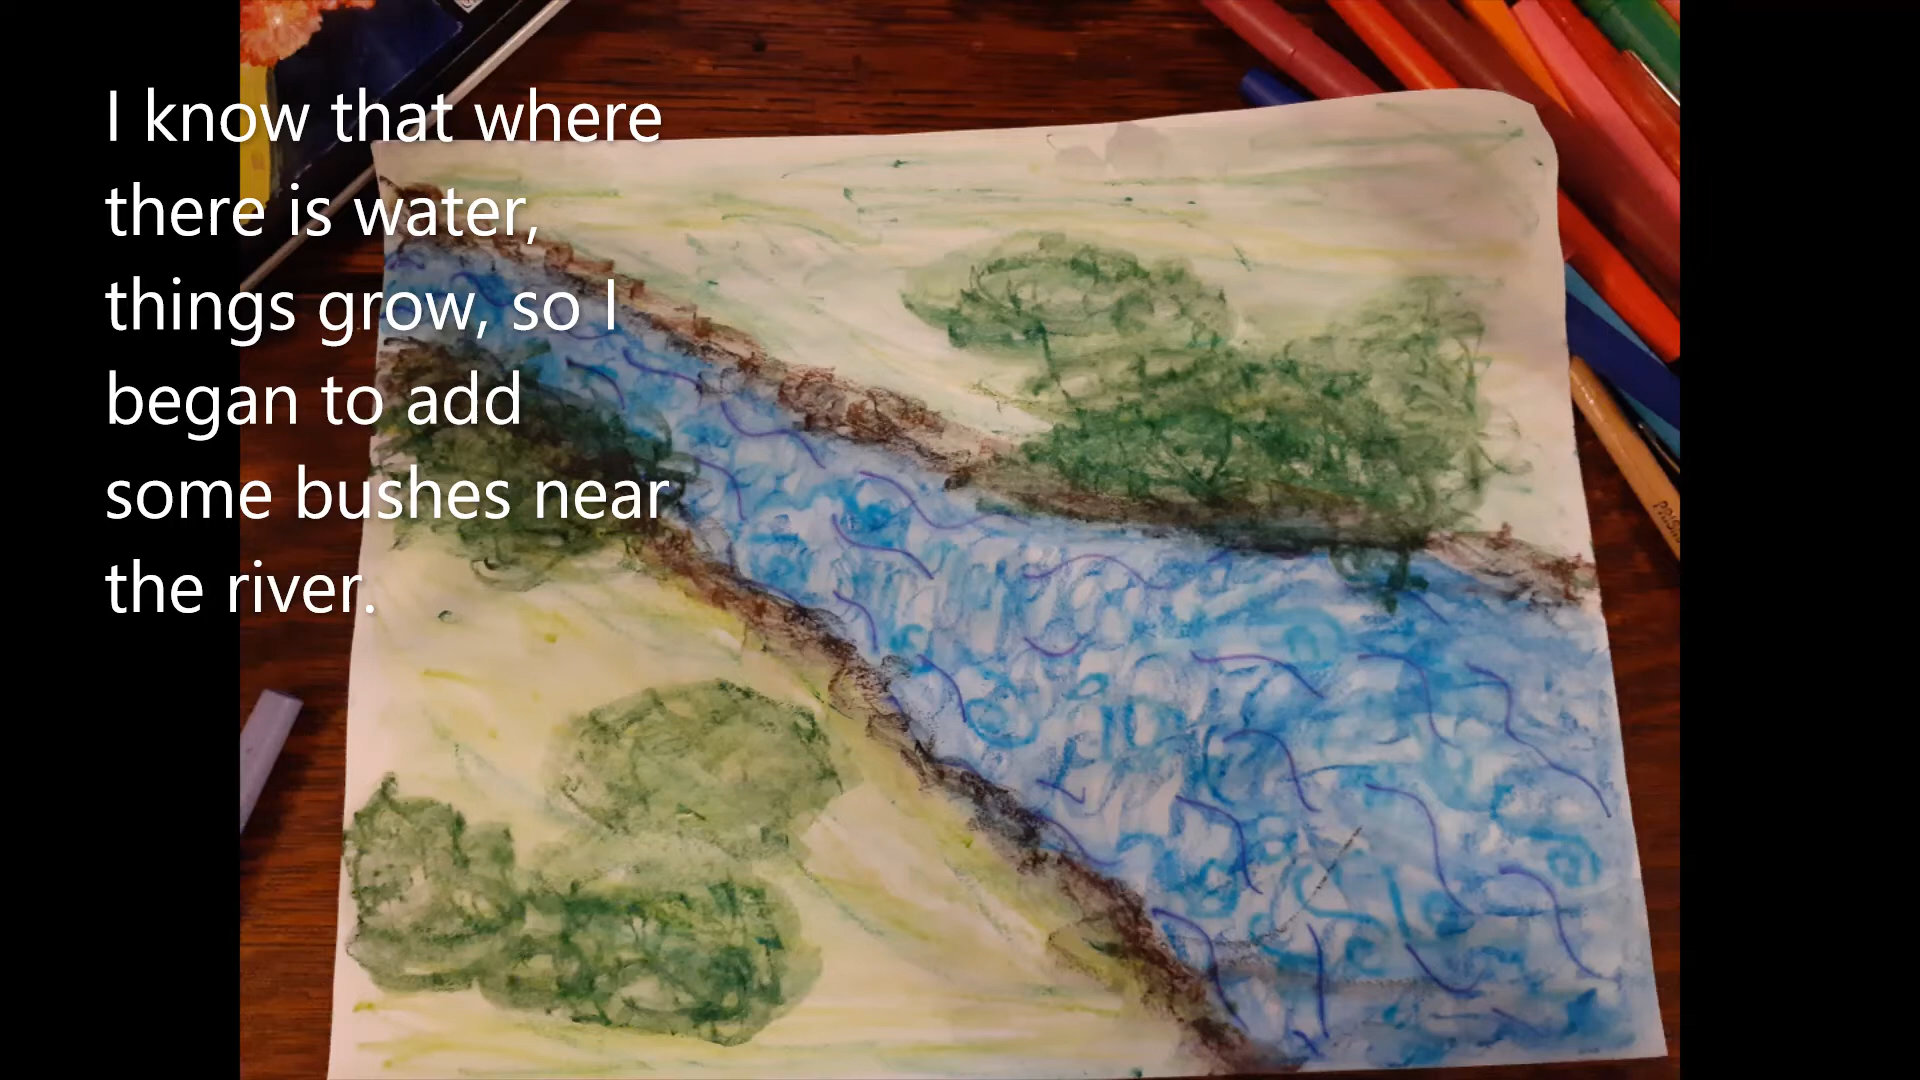 I know that where
there is water,
things grow, so I
began to add
some bushes near
the river.